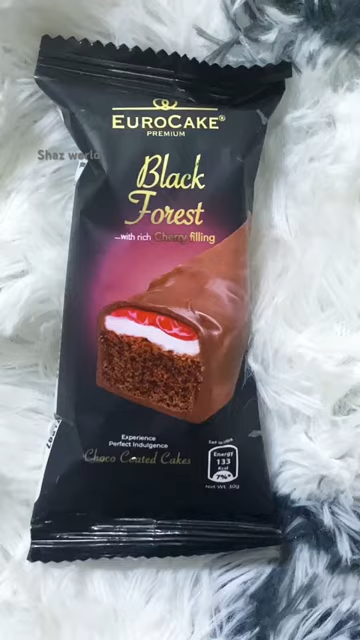 EUROCAKE®
PREMIUM
Shaz world
Black
Forest
...with rich Cherry filling
Experience
Perfect Indulgence
Choco Coated Cakes
Energy
133
Kcal
7%*
Net Wt. 30g